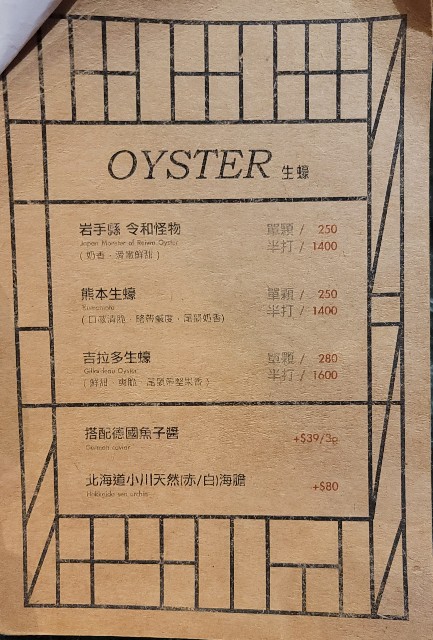 OYSTER 生蠔
岩手縣 令和怪物
單顆 / 250
Japan Monster of Reiwa Oyster
半打 / 1400
(奶香、滑嫩鮮甜)
熊本生蠔
單顆 / 250
Kumamoto
半打 / 1400
(口感清脆、略帶鹹度、尾韻奶香)
吉拉多生蠔
單顆 / 280
Gillardeau Oyster
半打 / 1600
(鮮甜、爽脆、尾韻帶堅果香)
搭配德國魚子醬
+$39/3g
German caviar
北海道小川天然(赤/白)海膽
+$80
Hokkaido sea urchin